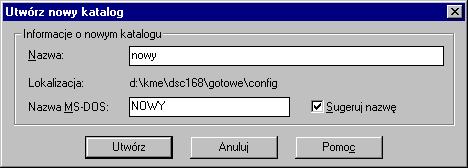 Utwórz nowy katalog
Informacje o nowym katalogu
Nazwa: nowy
Lokalizacja: d:\kme\dsc168\gotowe\config
Nazwa MS-DOS: NOWY Sugeruj nazwę
Utwórz Anuluj Pomoc